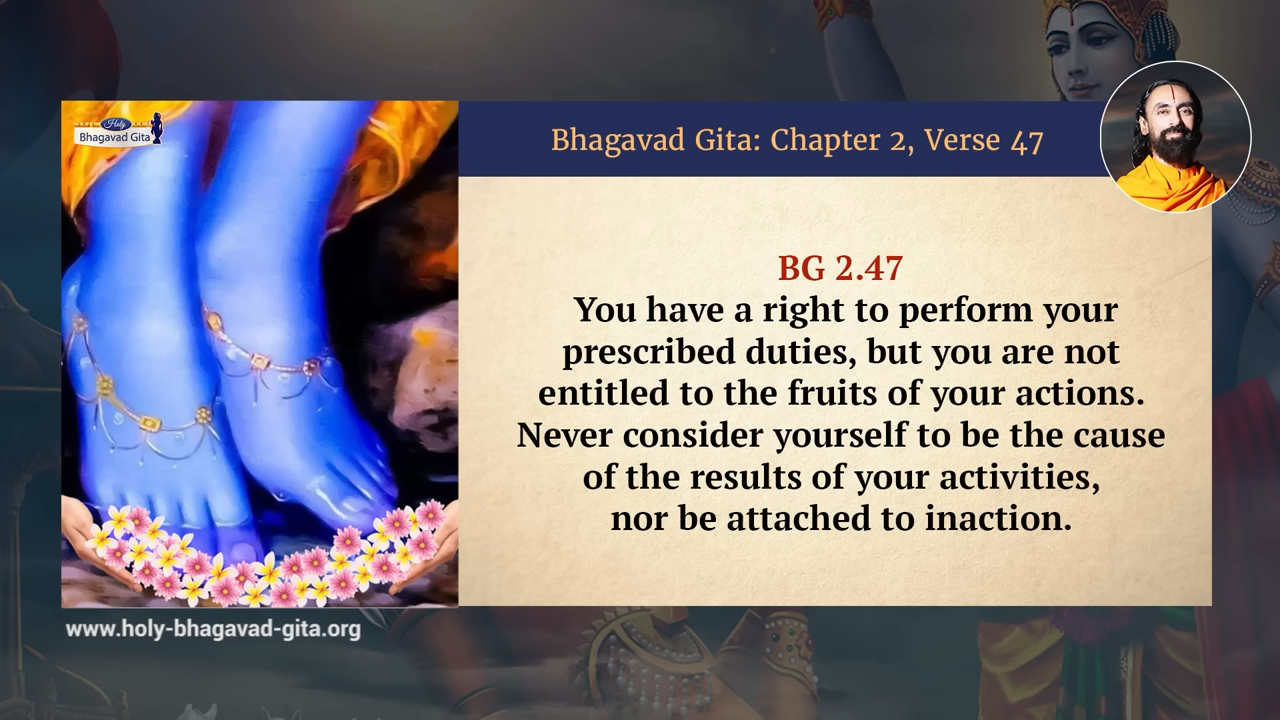 Holy
Bhagavad Gita
Bhagavad Gita: Chapter 2, Verse 47
BG 2.47
You have a right to perform your
prescribed duties, but you are not
entitled to the fruits of your actions.
Never consider yourself to be the cause
of the results of your activities,
nor be attached to inaction.
www.holy-bhagavad-gita.org